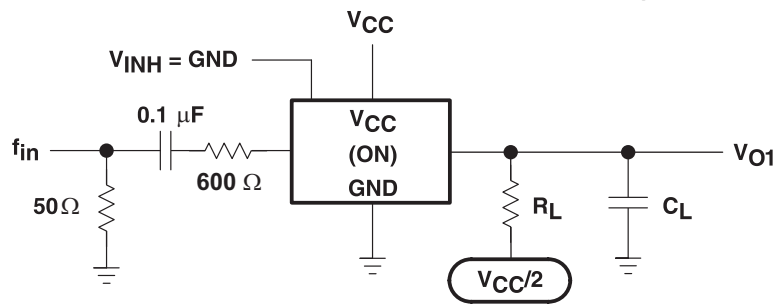 VCC
VINH = GND
0.1 μF
VCC
fin
(ON)
VO1
GND
600 Ω
50Ω
RL
CL
VCC/2